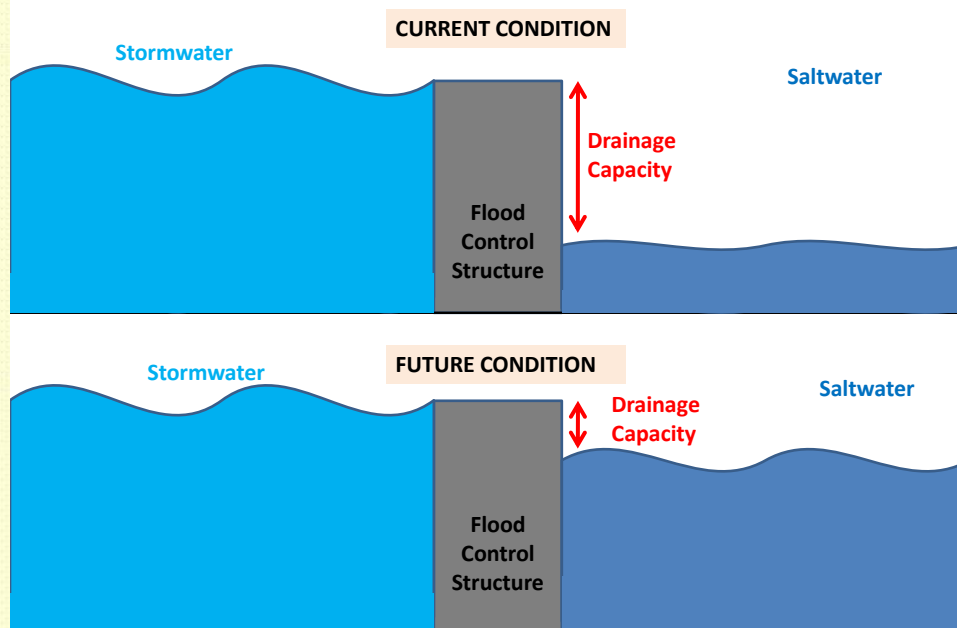 CURRENT CONDITION
Stormwater
Saltwater
Drainage
Capacity
Flood
Control
Structure
FUTURE CONDITION
Stormwater
Saltwater
Drainage
Capacity
Flood
Control
Structure